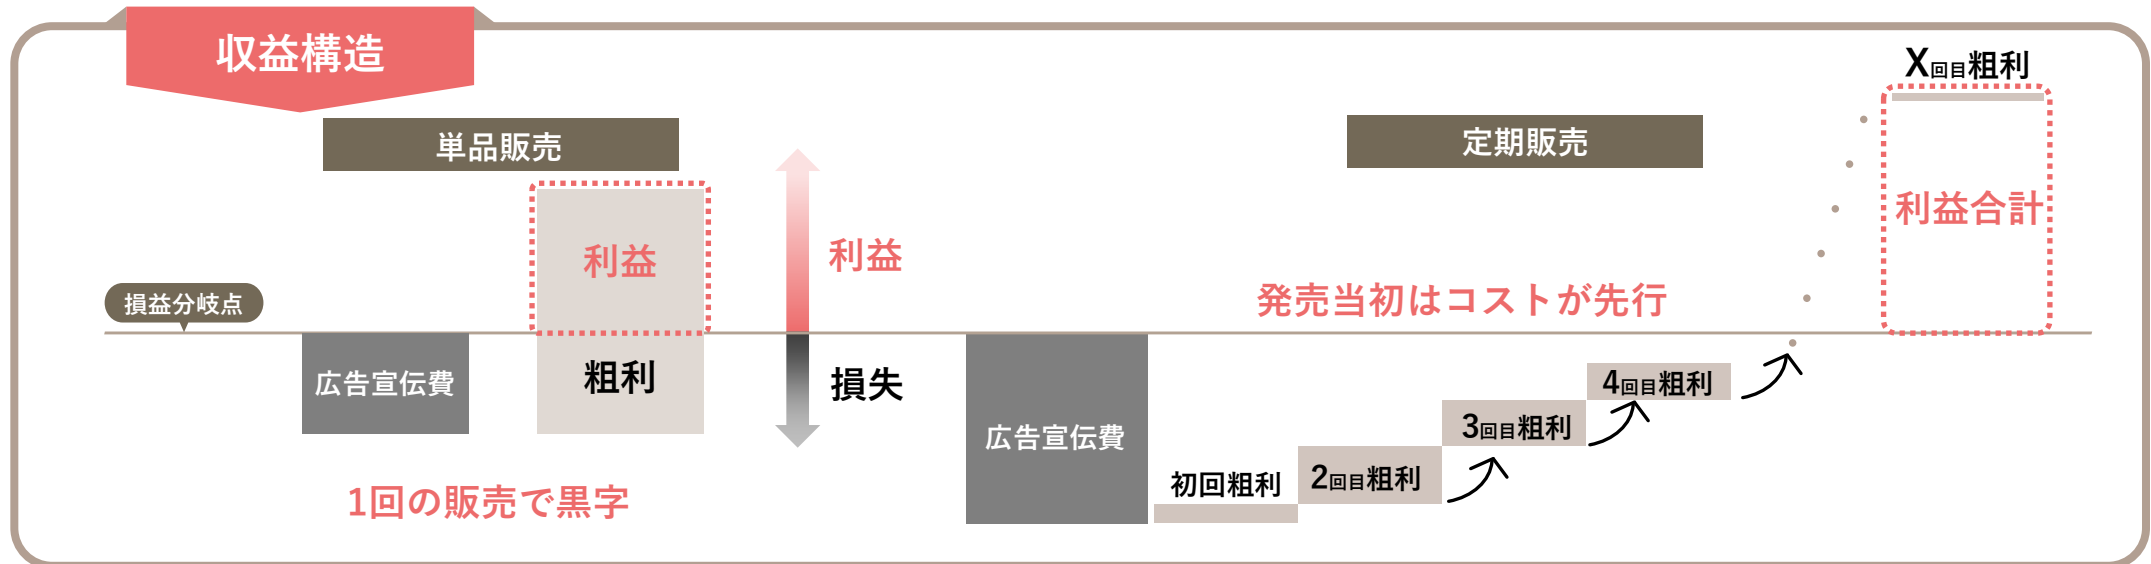 収益構造
単品販売
利益
損益分岐点
広告宣伝費
粗利
1回の販売で黒字
利益
損失
定期販売
発売当初はコストが先行
広告宣伝費
初回粗利
2回目粗利
3回目粗利
4回目粗利
X回目粗利
利益合計